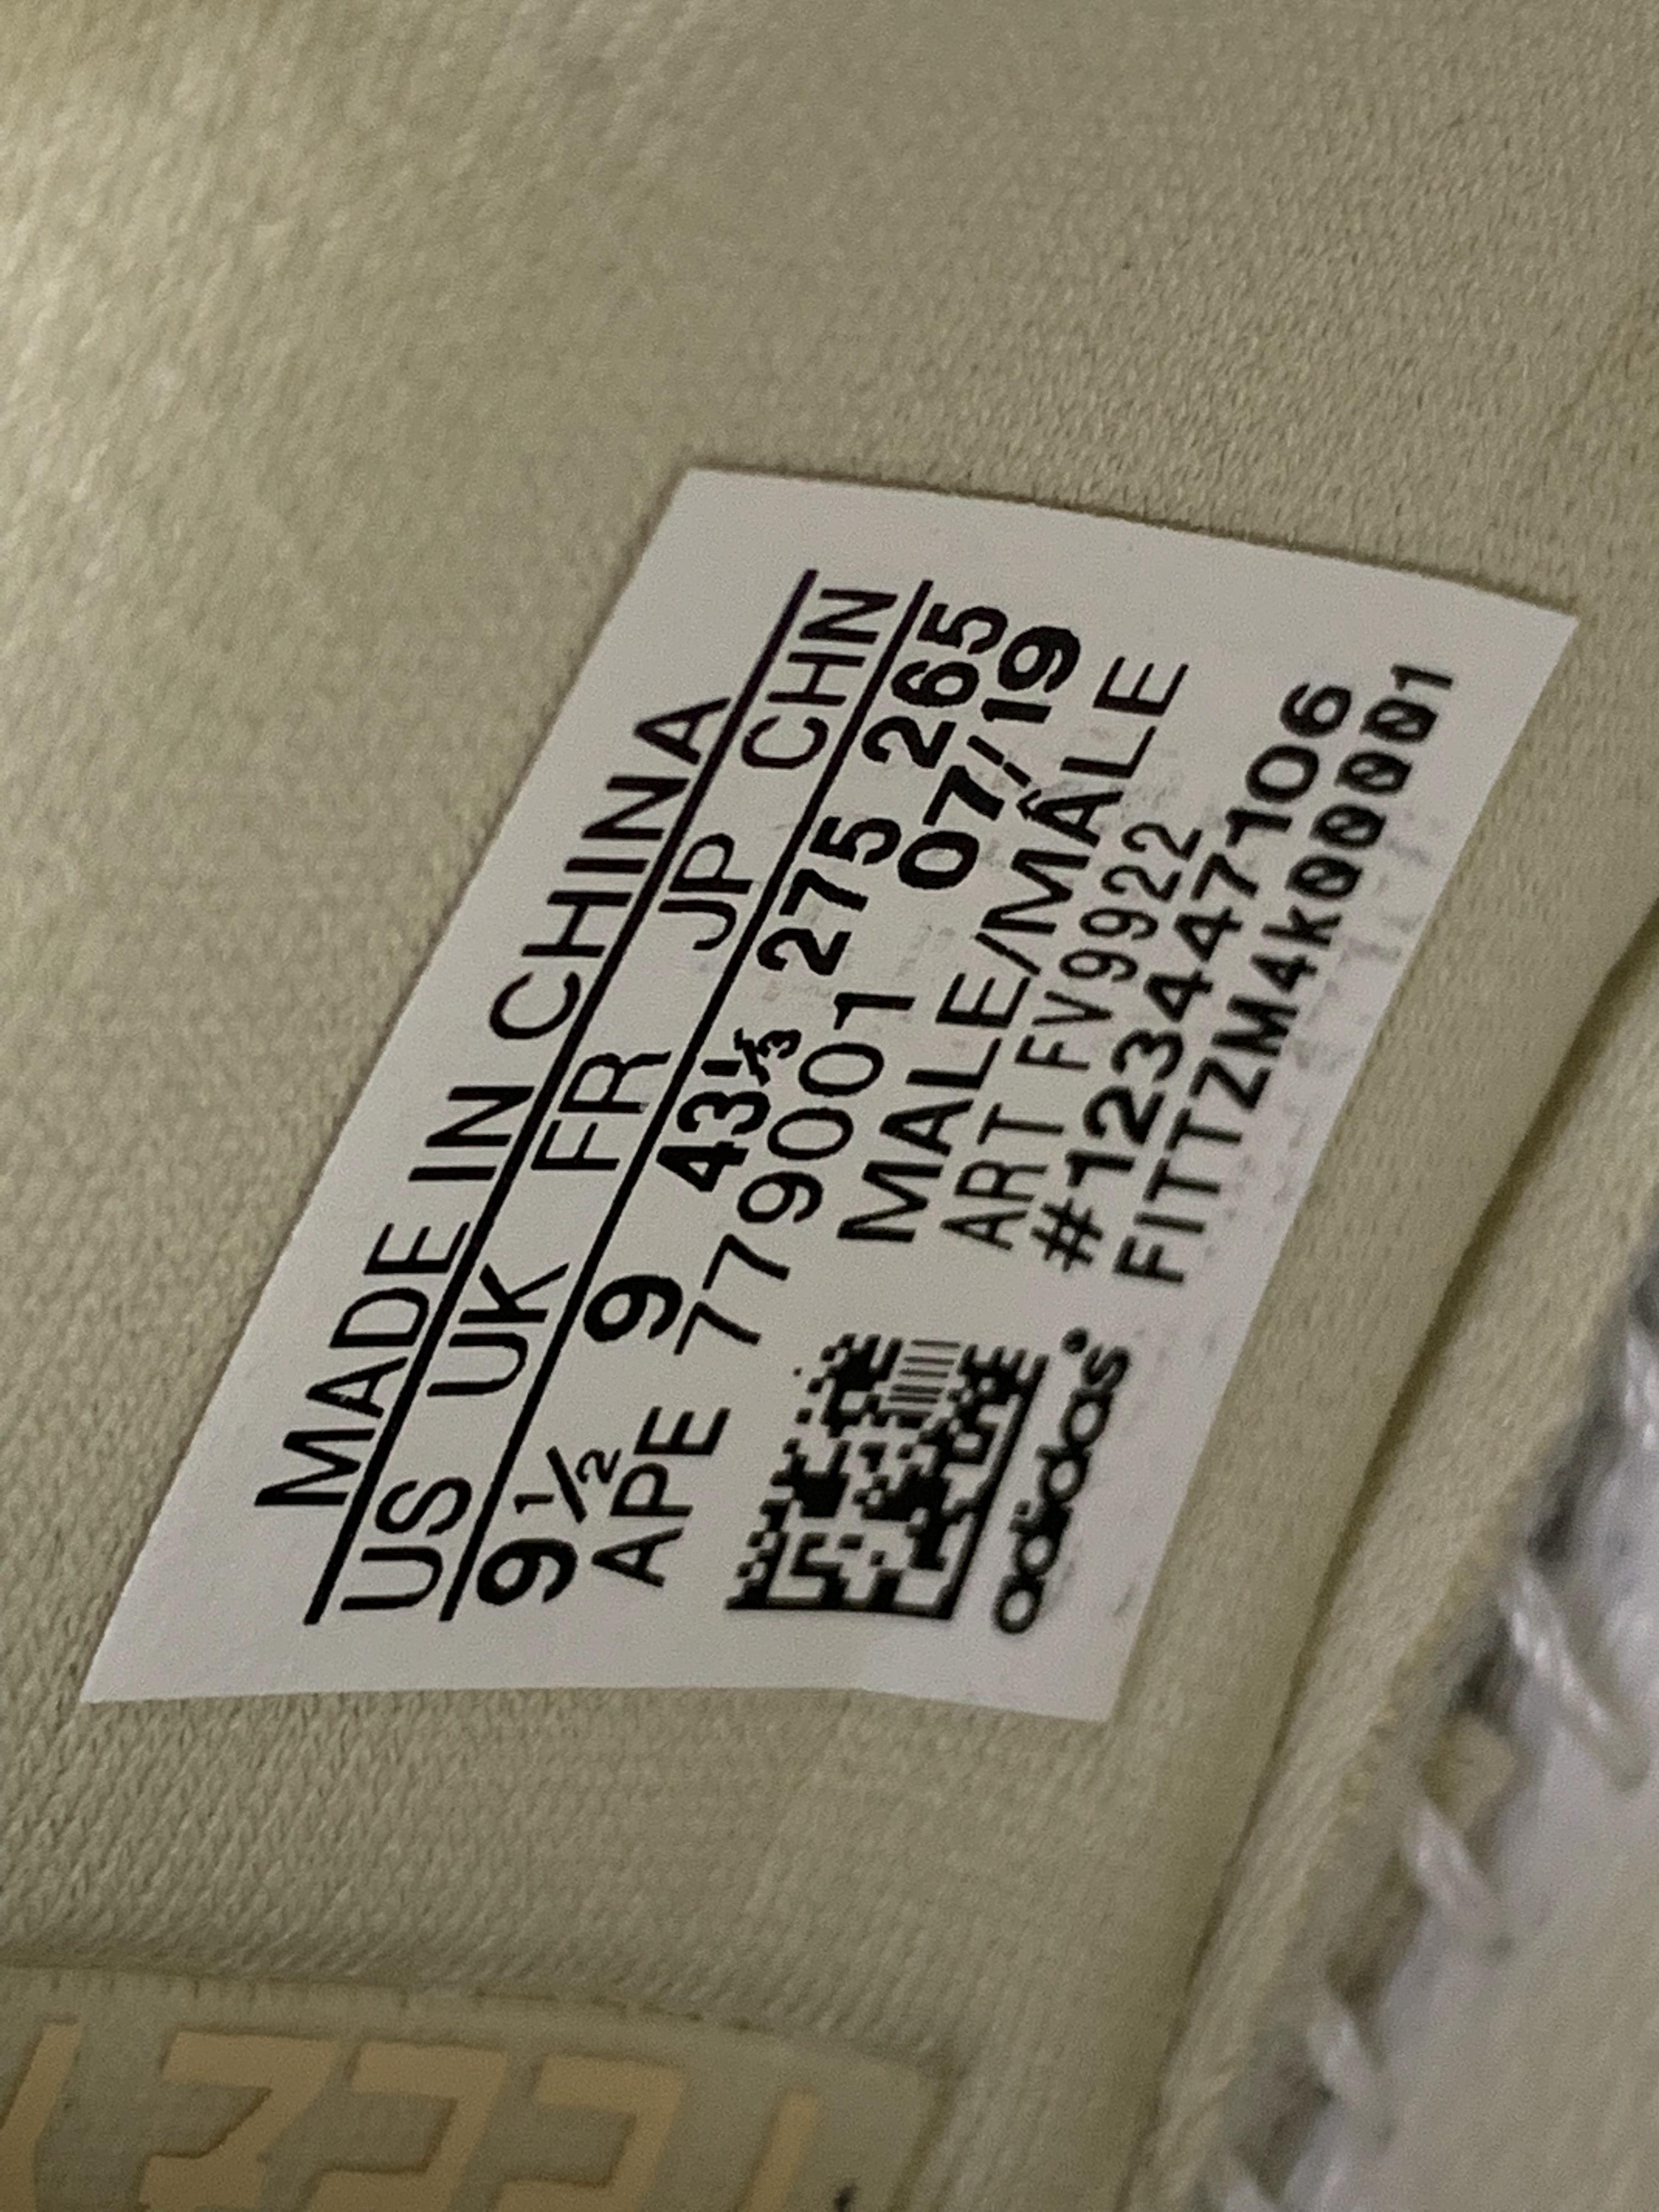 MADE IN CHINA
US UK FR JP CHN
9½ 9 43⅓ 275 265
APE 779001 07/19
MALE/MÂLE
ART FV9922
#1234471O6
FITTZM4k00001
adidas